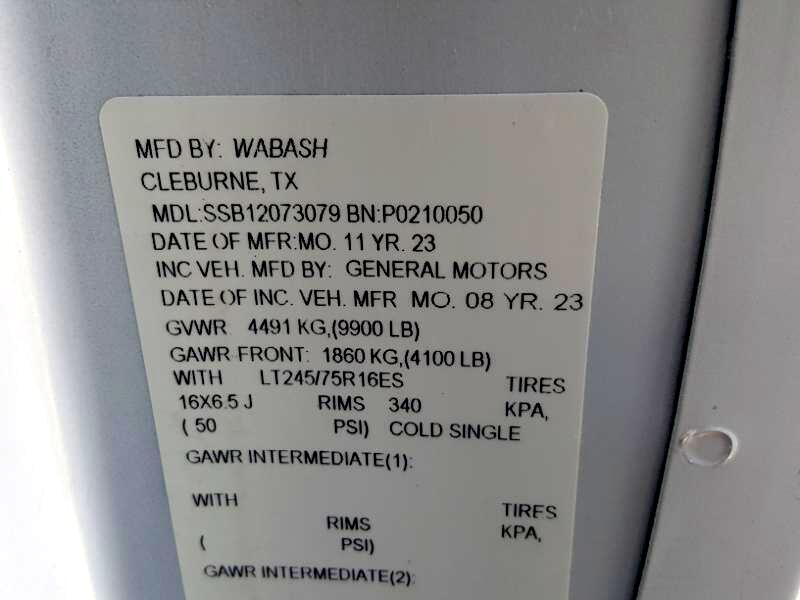 MFD BY: WABASH
CLEBURNE, TX
MDL:SSB12073079 BN:P0210050
DATE OF MFR:MO. 11 YR. 23
INC VEH. MFD BY: GENERAL MOTORS
DATE OF INC. VEH. MFR MO. 08 YR. 23
GVWR 4491 KG,(9900 LB)
GAWR FRONT: 1860 KG,(4100 LB)
WITH LT245/75R16ES TIRES
16X6.5 J RIMS 340 KPA,
( 50 PSI) COLD SINGLE
GAWR INTERMEDIATE(1):
WITH TIRES
RIMS KPA,
( PSI)
GAWR INTERMEDIATE(2):